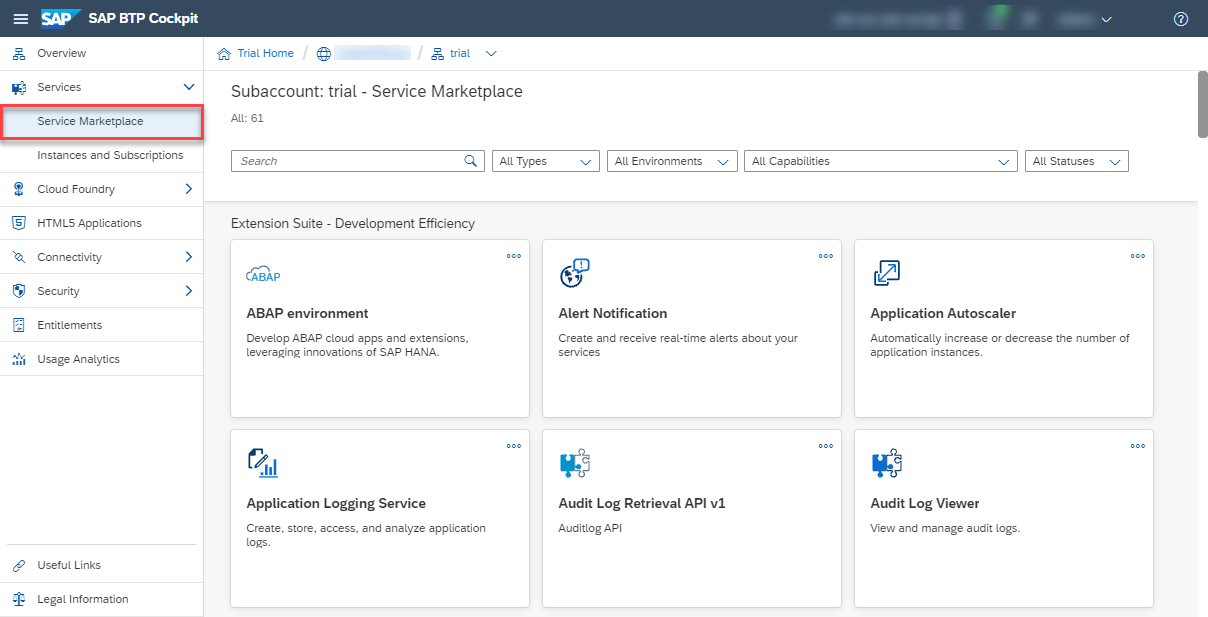 SAP SAP BTP Cockpit
Overview
Services
Service Marketplace
Instances and Subscriptions
Cloud Foundry
HTML5 Applications
Connectivity
Security
Entitlements
Usage Analytics
Useful Links
Legal Information
Trial Home / / trial
Subaccount: trial - Service Marketplace
All: 61
Search All Types All Environments All Capabilities All Statuses
Extension Suite - Development Efficiency
ABAP
ABAP environment
Develop ABAP cloud apps and extensions,
leveraging innovations of SAP HANA.
Alert Notification
Create and receive real-time alerts about your
services
Application Autoscaler
Automatically increase or decrease the number of
application instances.
Application Logging Service
Create, store, access, and analyze application
logs.
Audit Log Retrieval API v1
Auditlog API
Audit Log Viewer
View and manage audit logs.